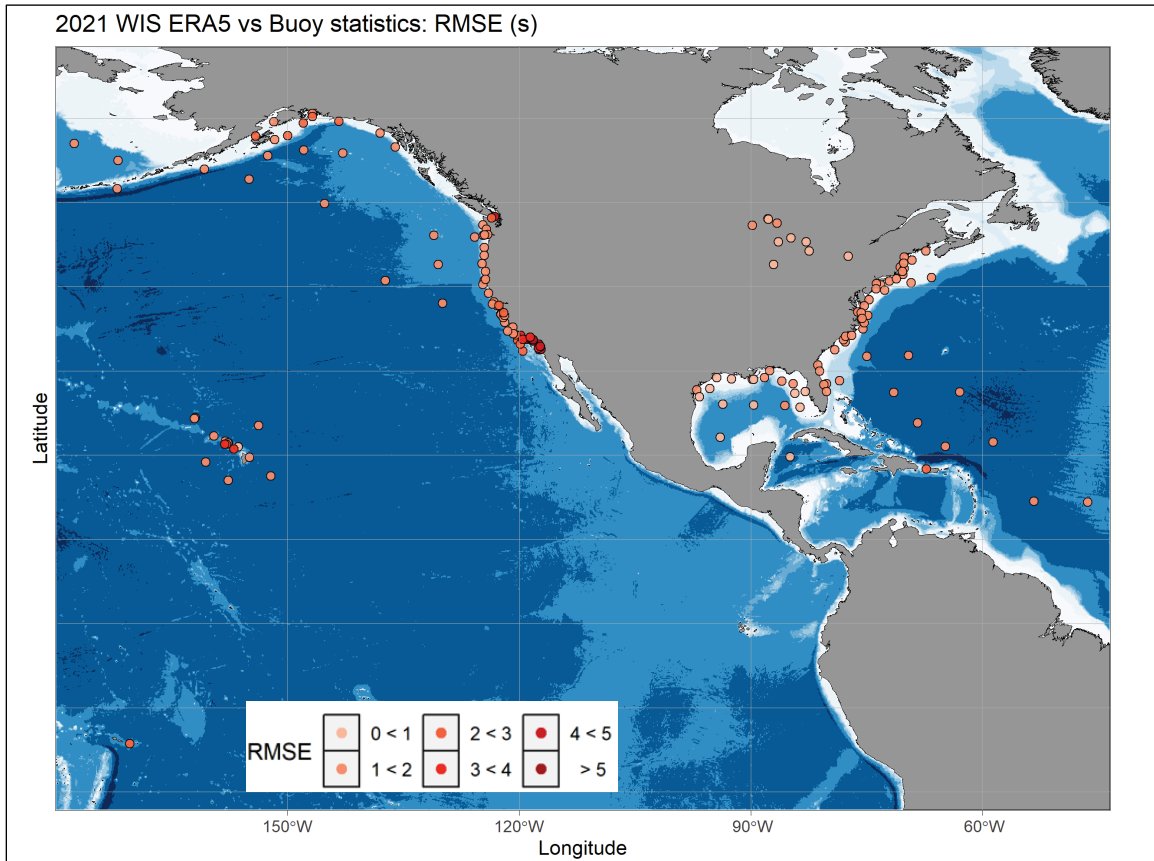 2021 WIS ERA5 vs Buoy statistics: RMSE (s)
Latitude
RMSE
0 < 1
2 < 3
4 < 5
1 < 2
3 < 4
> 5
150°W
120°W
90°W
60°W
Longitude